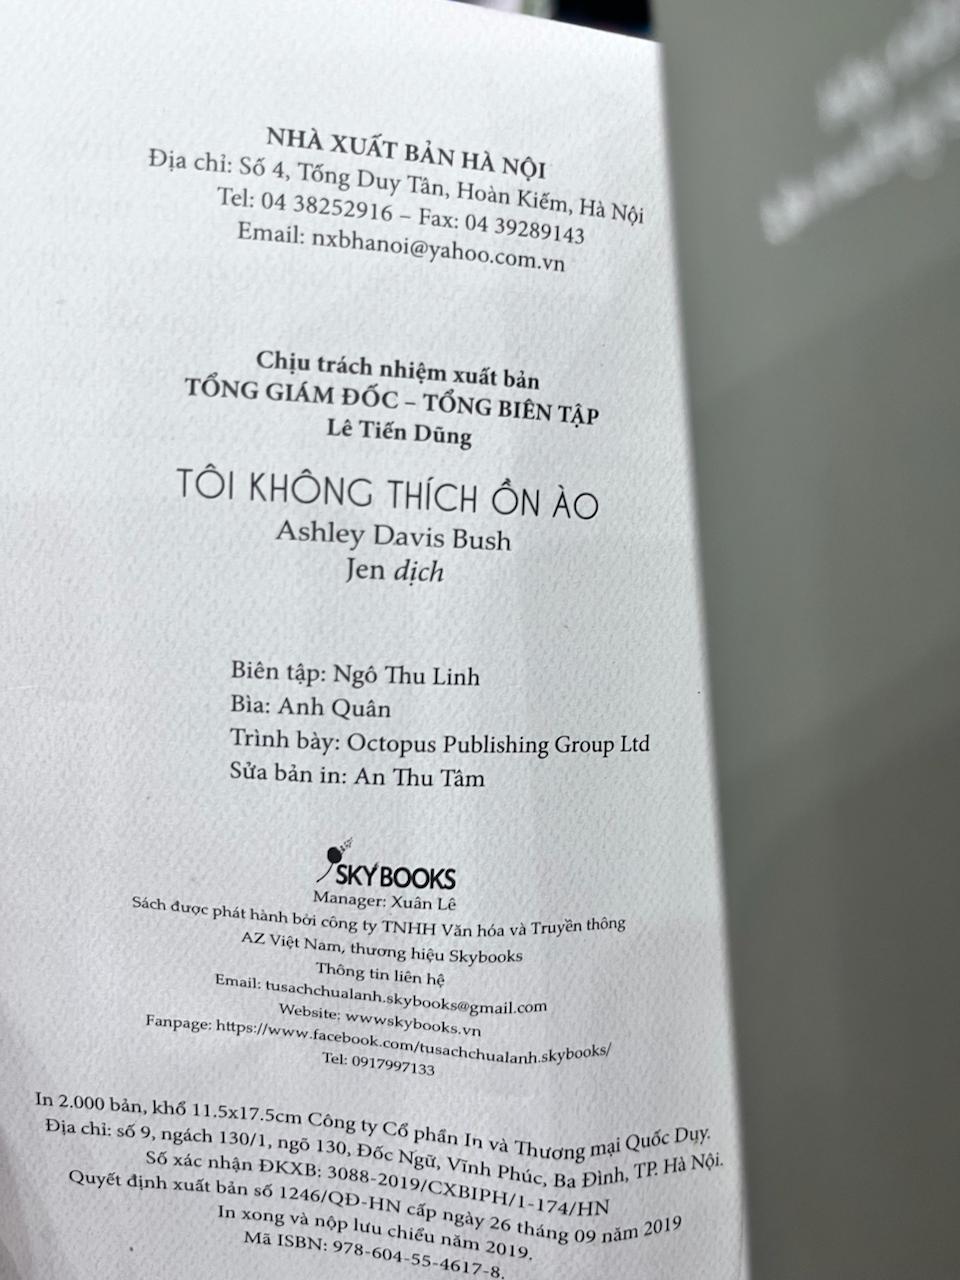 NHÀ XUẤT BẢN HÀ NỘI
Địa chỉ: Số 4, Tống Duy Tân, Hoàn Kiếm, Hà Nội
Tel: 04 38252916 – Fax: 04 39289143
Email: nxbhanoi@yahoo.com.vn
Chịu trách nhiệm xuất bản
TỔNG GIÁM ĐỐC – TỔNG BIÊN TẬP
Lê Tiến Dũng
TÔI KHÔNG THÍCH ỒN ÀO
Ashley Davis Bush
Jen dịch
Biên tập: Ngô Thu Linh
Bìa: Anh Quân
Trình bày: Octopus Publishing Group Ltd
Sửa bản in: An Thu Tâm
SKYBOOKS
Manager: Xuân Lê
Sách được phát hành bởi công ty TNHH Văn hóa và Truyền thông
AZ Việt Nam, thương hiệu Skybooks
Thông tin liên hệ
Email: tusachchualanh.skybooks@gmail.com
Website: wwwskybooks.vn
Fanpage: https://www.facebook.com/tusachchualanh.skybooks/
Tel: 0917997133
In 2.000 bản, khổ 11.5x17.5cm Công ty Cổ phần In và Thương mại Quốc Duy.
Địa chỉ: số 9, ngách 130/1, ngõ 130, Đốc Ngữ, Vĩnh Phúc, Ba Đình, TP. Hà Nội.
Số xác nhận ĐKXB: 3088-2019/CXBIPH/1-174/HN
Quyết định xuất bản số 1246/QĐ-HN cấp ngày 26 tháng 09 năm 2019
In xong và nộp lưu chiểu năm 2019.
Mã ISBN: 978-604-55-4617-8.